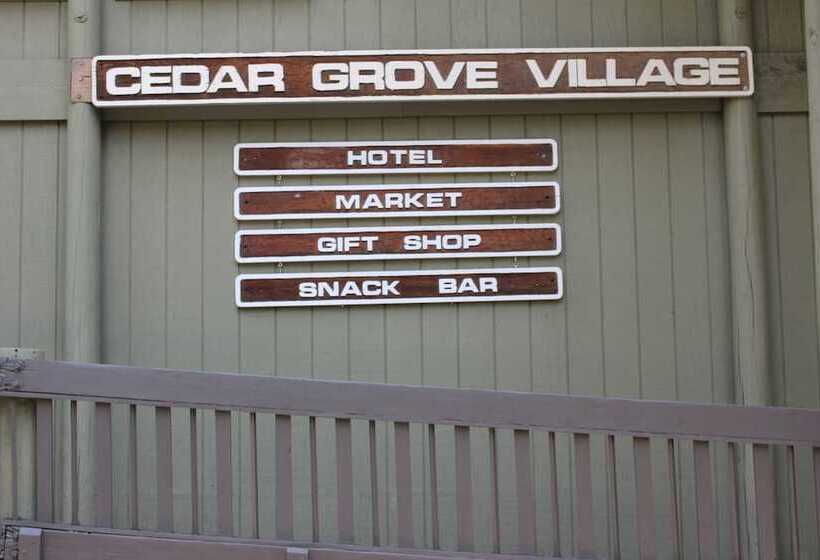 CEDAR GROVE VILLAGE
HOTEL
MARKET
GIFT SHOP
SNACK BAR